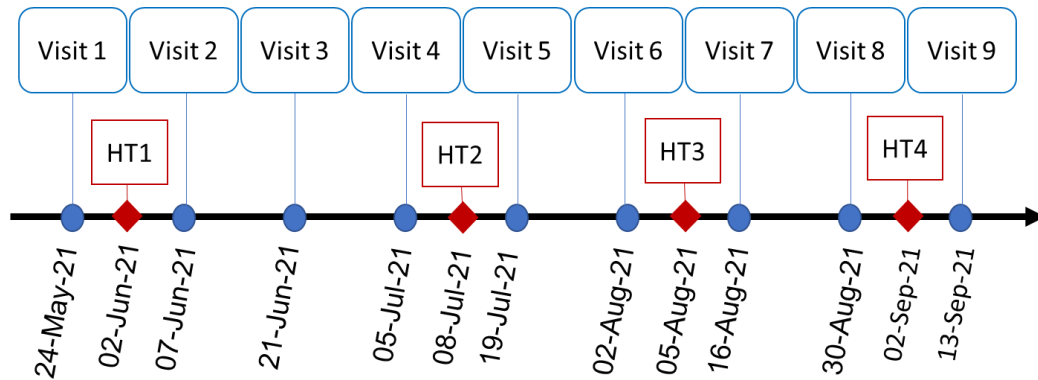 Visit 1
Visit 2
Visit 3
Visit 4
Visit 5
Visit 6
Visit 7
Visit 8
Visit 9
HT1
HT2
HT3
HT4
24-May-21
02-Jun-21
07-Jun-21
21-Jun-21
05-Jul-21
08-Jul-21
19-Jul-21
02-Aug-21
05-Aug-21
16-Aug-21
30-Aug-21
02-Sep-21
13-Sep-21